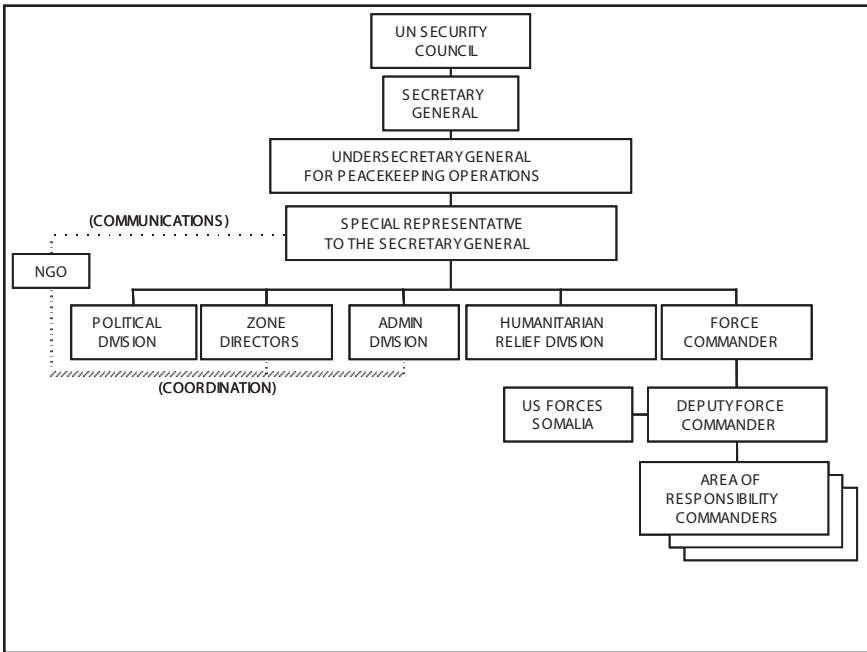 UN SECURITY
COUNCIL
SECRETARY
GENERAL
UNDERSECRETARY GENERAL
FOR PEACEKEEPING OPERATIONS
(COMMUNICATIONS)
SPECIAL REPRESENTATIVE
TO THE SECRETARY GENERAL
NGO
POLITICAL
DIVISION
ZONE
DIRECTORS
ADMIN
DIVISION
HUMANITARIAN
RELIEF DIVISION
FORCE
COMMANDER
(COORDINATION)
US FORCES
SOMALIA
DEPUTY FORCE
COMMANDER
AREA OF
RESPONSIBILITY
COMMANDERS